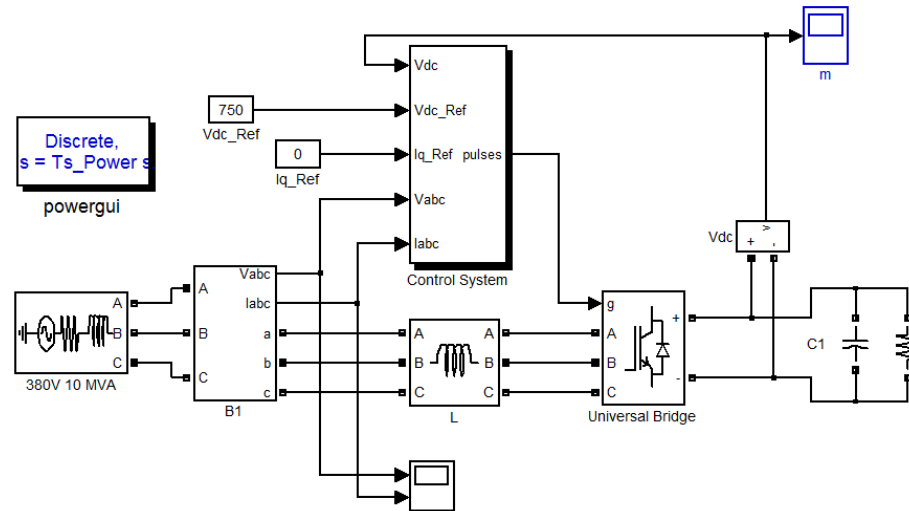 m
Vdc
Vdc_Ref
Iq_Ref
pulses
Vabc
Iabc
Control System
750
Vdc_Ref
0
Iq_Ref
Discrete,
s = Ts_Power s
powergui
Vdc
A
+
-
A
B
C
380V 10 MVA
A
B
C
Vabc
Iabc
a
b
c
B1
A
B
C
A
B
C
L
g
A
B
C
+
-
Universal Bridge
C1